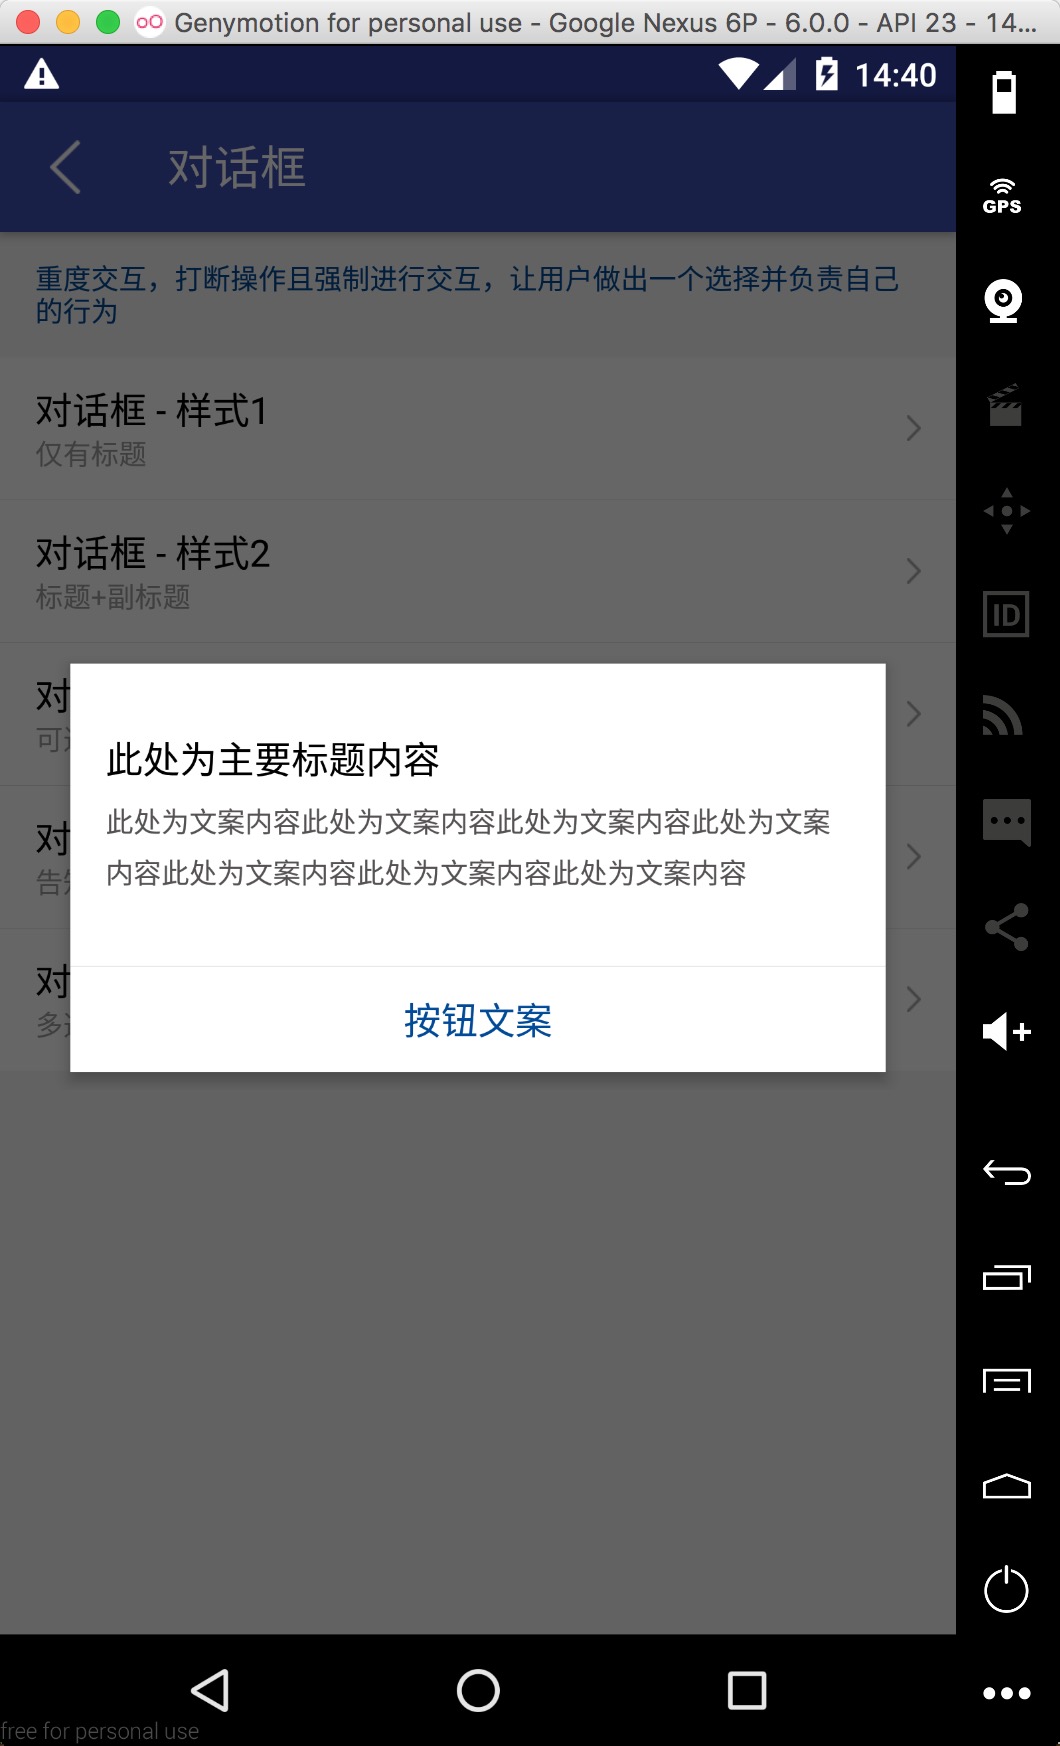 Genymotion for personal use - Google Nexus 6P - 6.0.0 - API 23 - 14...
14:40
对话框
GPS
重度交互，打断操作且强制进行交互，让用户做出一个选择并负责自己
的行为
对话框 - 样式1
仅有标题
对话框 - 样式2
标题+副标题
ID
对
可
此处为主要标题内容
此处为文案内容此处为文案内容此处为文案内容此处为文案
内容此处为文案内容此处为文案内容此处为文案内容
对
告
对
多
按钮文案
free for personal use